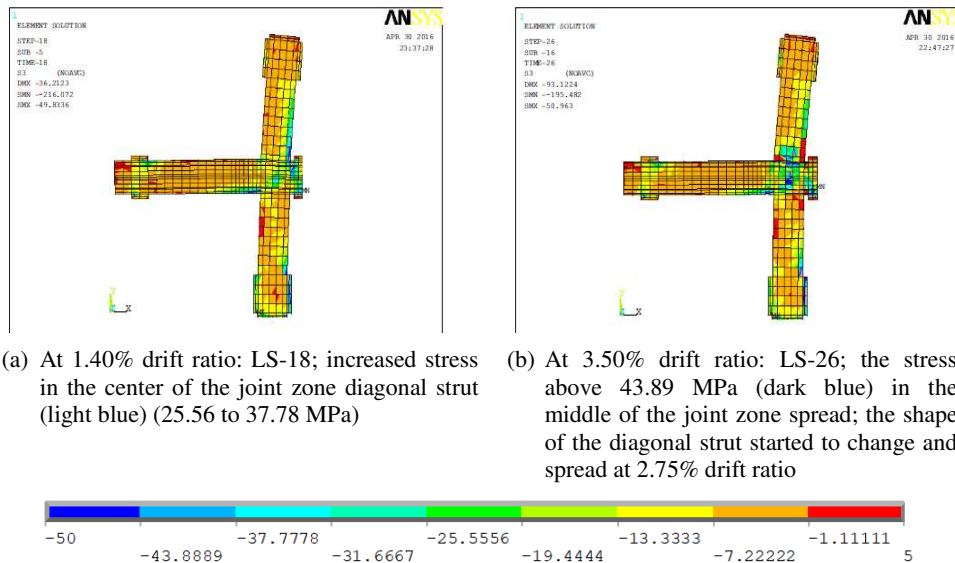 1
ANSYS
ELEMENT SOLUTION
APR 30 2016
23:37:28
STEP=18
SUB =5
TIME=18
S3 (NOAVG)
DMX =36.2123
SMN =-216.072
SMX =49.8336
MN
Y
Z X
1
ANSYS
ELEMENT SOLUTION
APR 30 2016
22:47:27
STEP=26
SUB =16
TIME=26
S3 (NOAVG)
DMX =93.1224
SMN =-195.482
SMX =50.963
MN
Y
Z X
(a) At 1.40% drift ratio: LS-18; increased stress
in the center of the joint zone diagonal strut
(light blue) (25.56 to 37.78 MPa)
(b) At 3.50% drift ratio: LS-26; the stress
above 43.89 MPa (dark blue) in the
middle of the joint zone spread; the shape
of the diagonal strut started to change and
spread at 2.75% drift ratio
-50 -37.7778 -25.5556 -13.3333 -1.11111
-43.8889 -31.6667 -19.4444 -7.22222 5